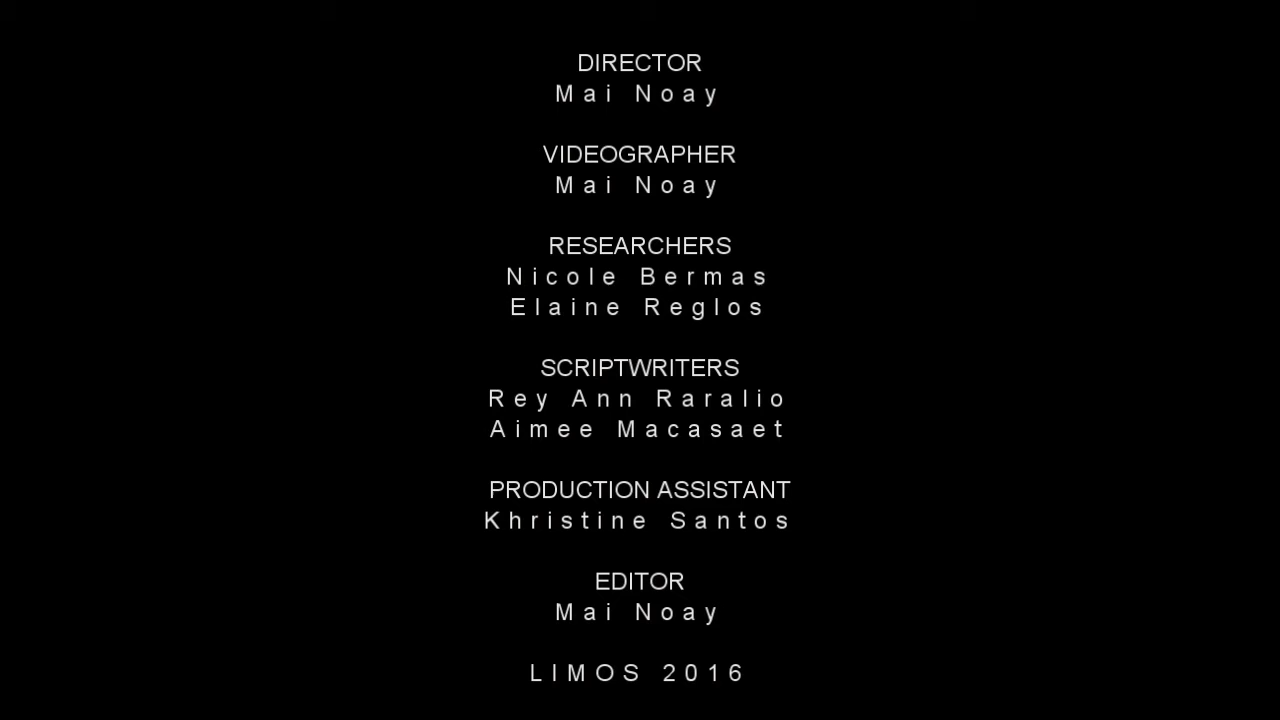 DIRECTOR
Mai Noay
VIDEOGRAPHER
Mai Noay
RESEARCHERS
Nicole Bermas
Elaine Reglos
SCRIPTWRITERS
Rey Ann Raralio
Aimee Macasaet
PRODUCTION ASSISTANT
Khristine Santos
EDITOR
Mai Noay
LIMOS 2016